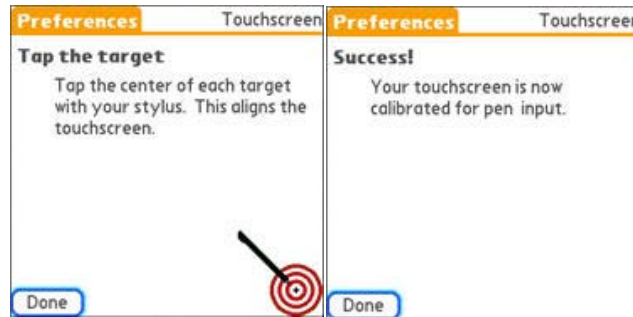 Preferences Touchscreen
Tap the target
Tap the center of each target
with your stylus. This aligns the
touchscreen.
Done
Preferences Touchscreen
Success!
Your touchscreen is now
calibrated for pen input.
Done